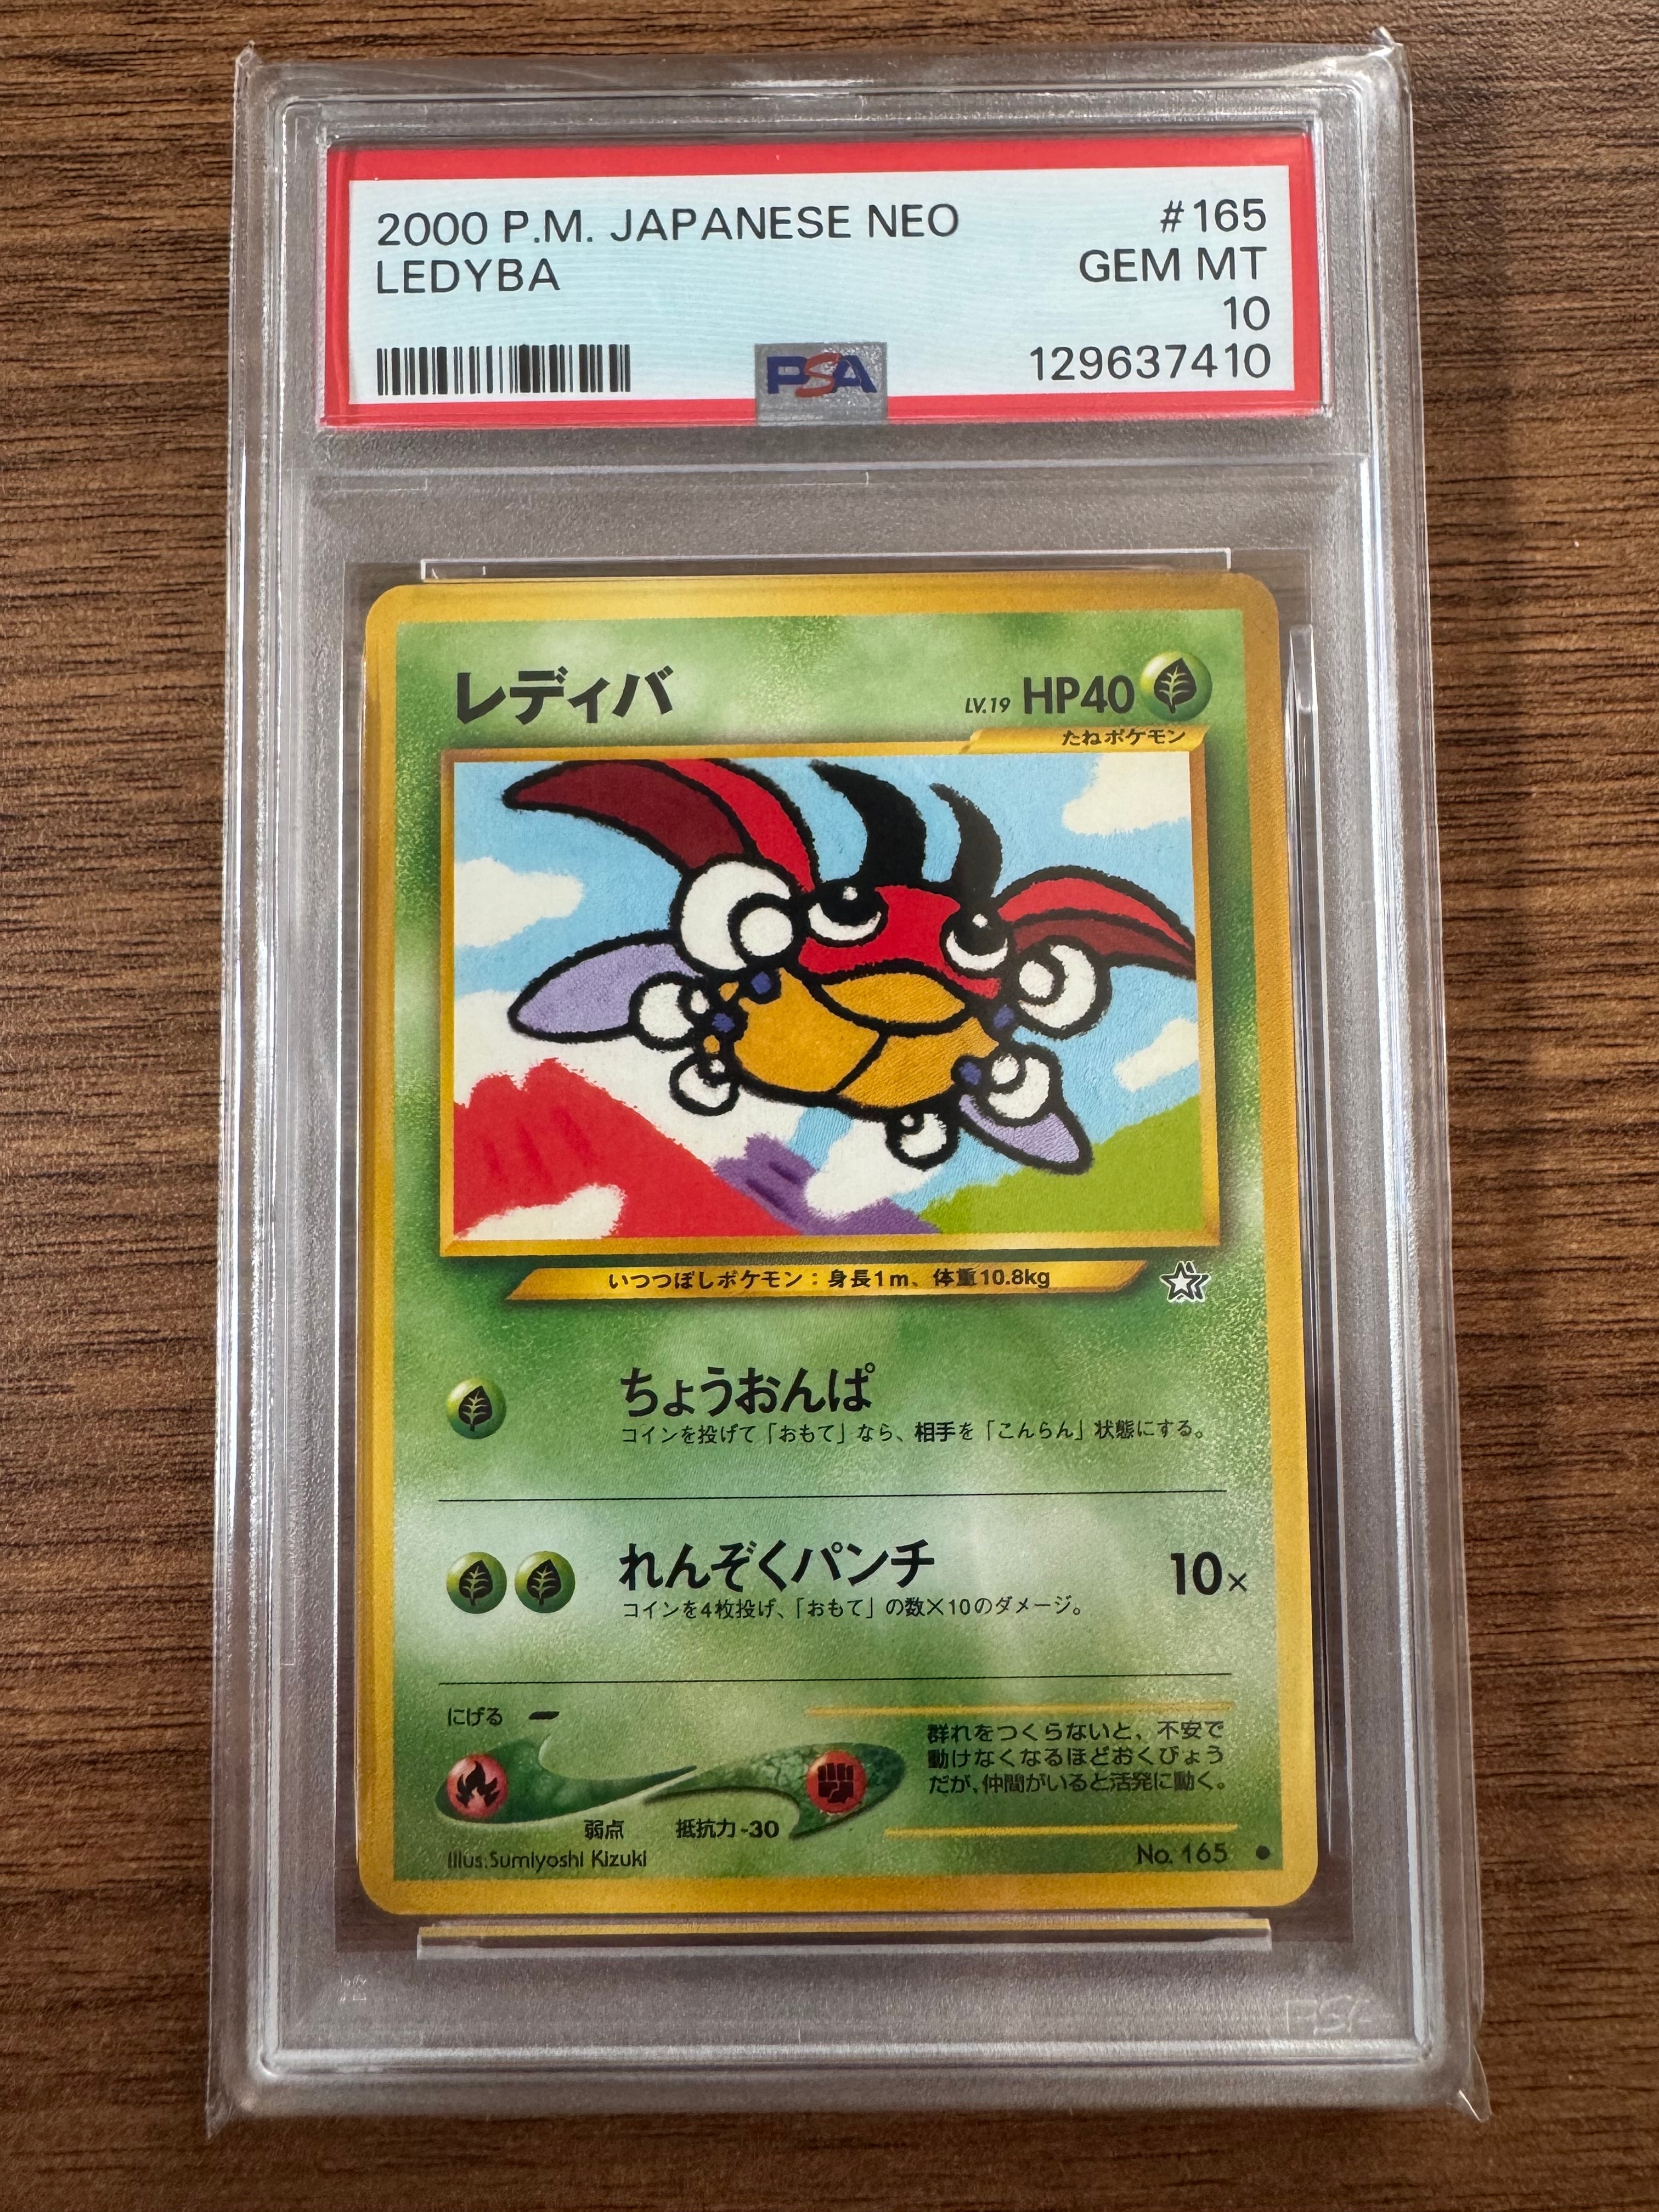 2000 P.M. JAPANESE NEO #165
LEDYBA GEM MT
10
PSA 129637410
レディバ LV.19 HP40
たねポケモン
いつつぼしポケモン：身長1m、体重10.8kg
ちょうおんぱ
コインを投げて「おもて」なら、相手を「こんらん」状態にする。
れんぞくパンチ 10×
コインを4枚投げ、「おもて」の数×10のダメージ。
にげる
群れをつくらないと、不安で
動けなくなるほどおくびょう
だが、仲間がいると活発に動く。
弱点 抵抗力-30
Illus.Sumiyoshi Kizuki No. 165
PSA